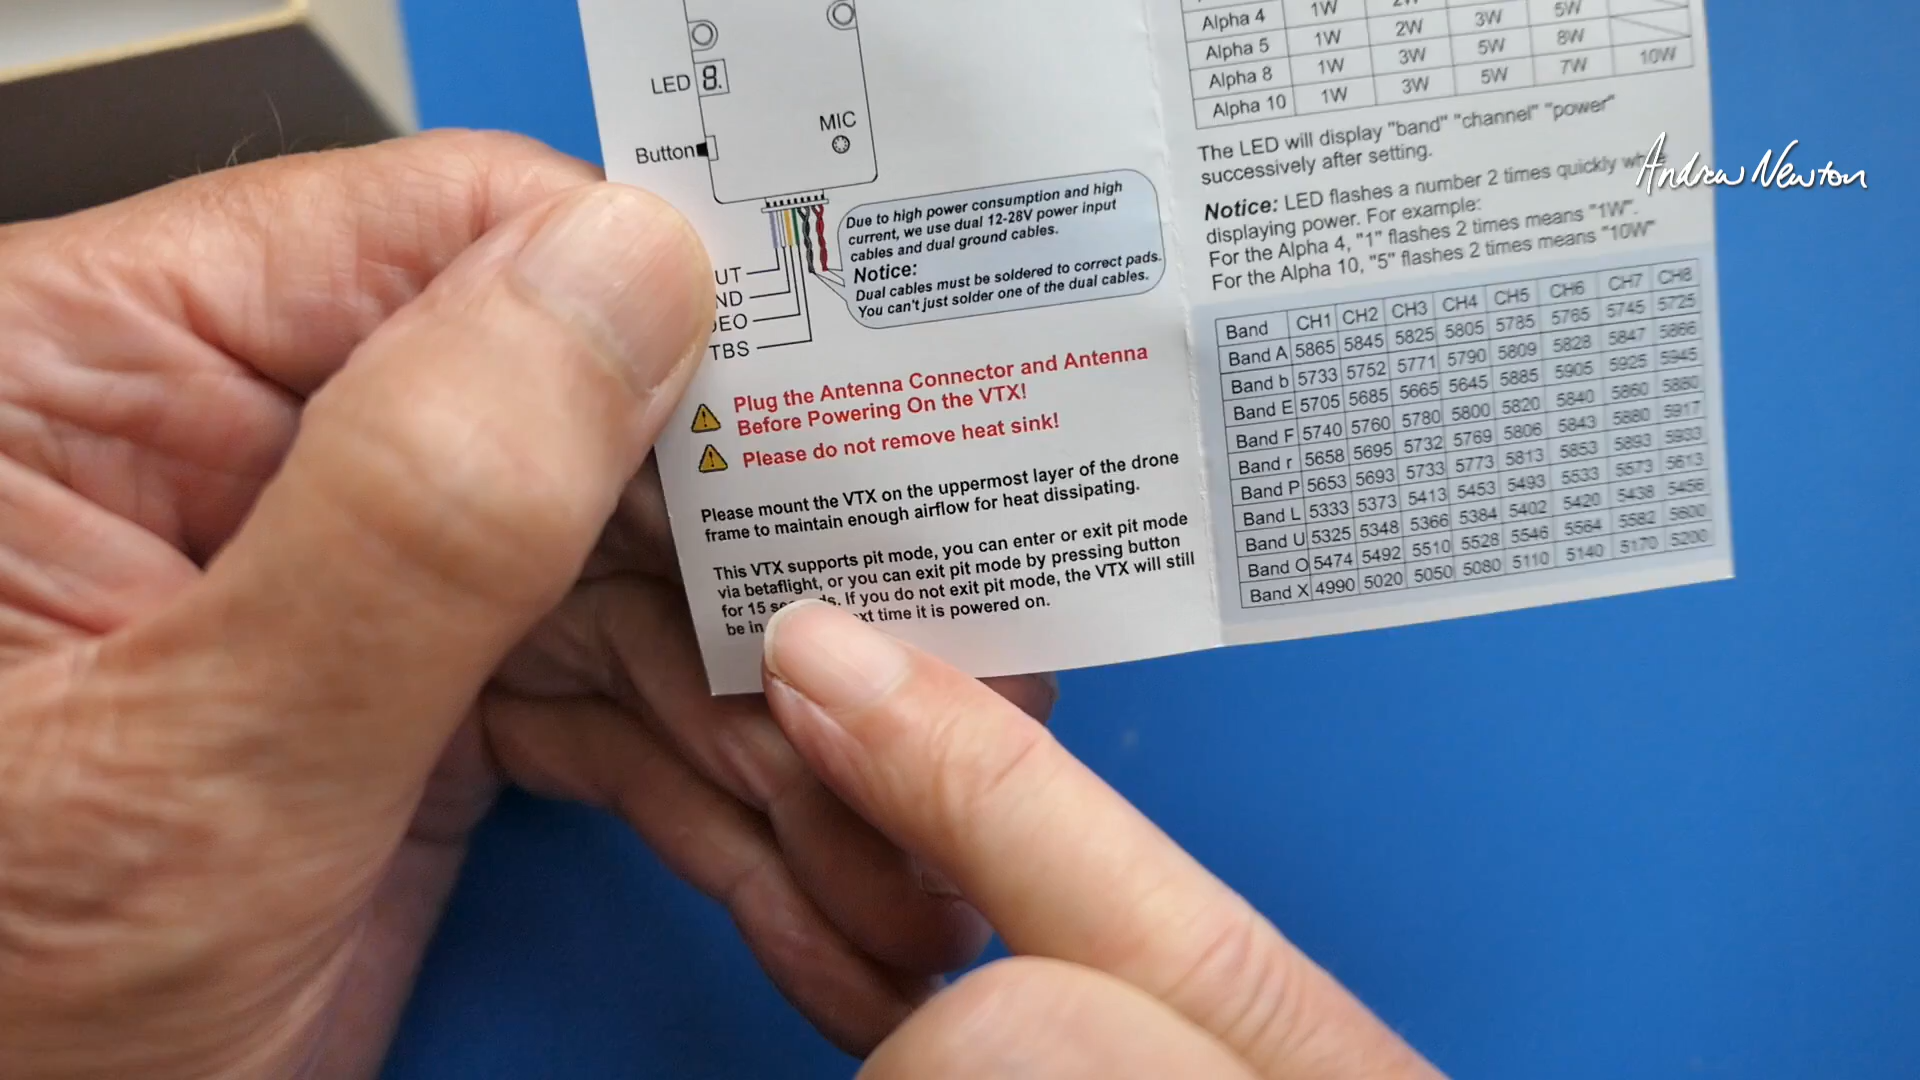 LED 8.
MIC
Button
Due to high power consumption and high
current, we use dual 12-28V power input
cables and dual ground cables.
Notice:
Dual cables must be soldered to correct pads.
You can't just solder one of the dual cables.
TBS
Plug the Antenna Connector and Antenna
Before Powering On the VTX!
Please do not remove heat sink!
Please mount the VTX on the uppermost layer of the drone
frame to maintain enough airflow for heat dissipating.
This VTX supports pit mode, you can enter or exit pit mode
via betaflight, or you can exit pit mode by pressing button
for 15 If you do not exit pit mode, the VTX will still
be in time it is powered on.
Alpha 4 1W 2W 3W 5W
Alpha 5 1W 2W 3W 5W
Alpha 8 1W 3W 5W 8W
Alpha 10 1W 3W 5W 7W 10W
The LED will display "band" "channel" "power"
successively after setting.
Notice: LED flashes a number 2 times quickly
displaying power. For example:
For the Alpha 4, "1" flashes 2 times means "1W".
For the Alpha 10, "5" flashes 2 times means "10W"
Band CH1 CH2 CH3 CH4 CH5 CH6 CH7 CH8
Band A 5865 5845 5825 5805 5785 5765 5745 5725
Band b 5733 5752 5771 5790 5809 5828 5847 5866
Band E 5705 5685 5665 5645 5885 5905 5925 5945
Band F 5740 5760 5780 5800 5820 5840 5860 5880
Band r 5658 5695 5732 5769 5806 5843 5880 5917
Band P 5653 5693 5733 5773 5813 5853 5893 5933
Band L 5333 5373 5413 5453 5493 5533 5573 5613
Band U 5325 5348 5366 5384 5402 5420 5438 5456
Band O 5474 5492 5510 5528 5546 5564 5582 5600
Band X 4990 5020 5050 5080 5110 5140 5170 5200
Andrew Newton